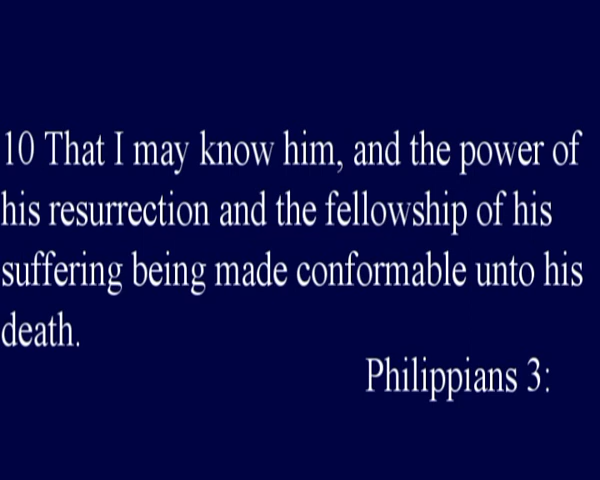 10 That I may know him, and the power of
his resurrection and the fellowship of his
suffering being made conformable unto his
death.
Philippians 3: